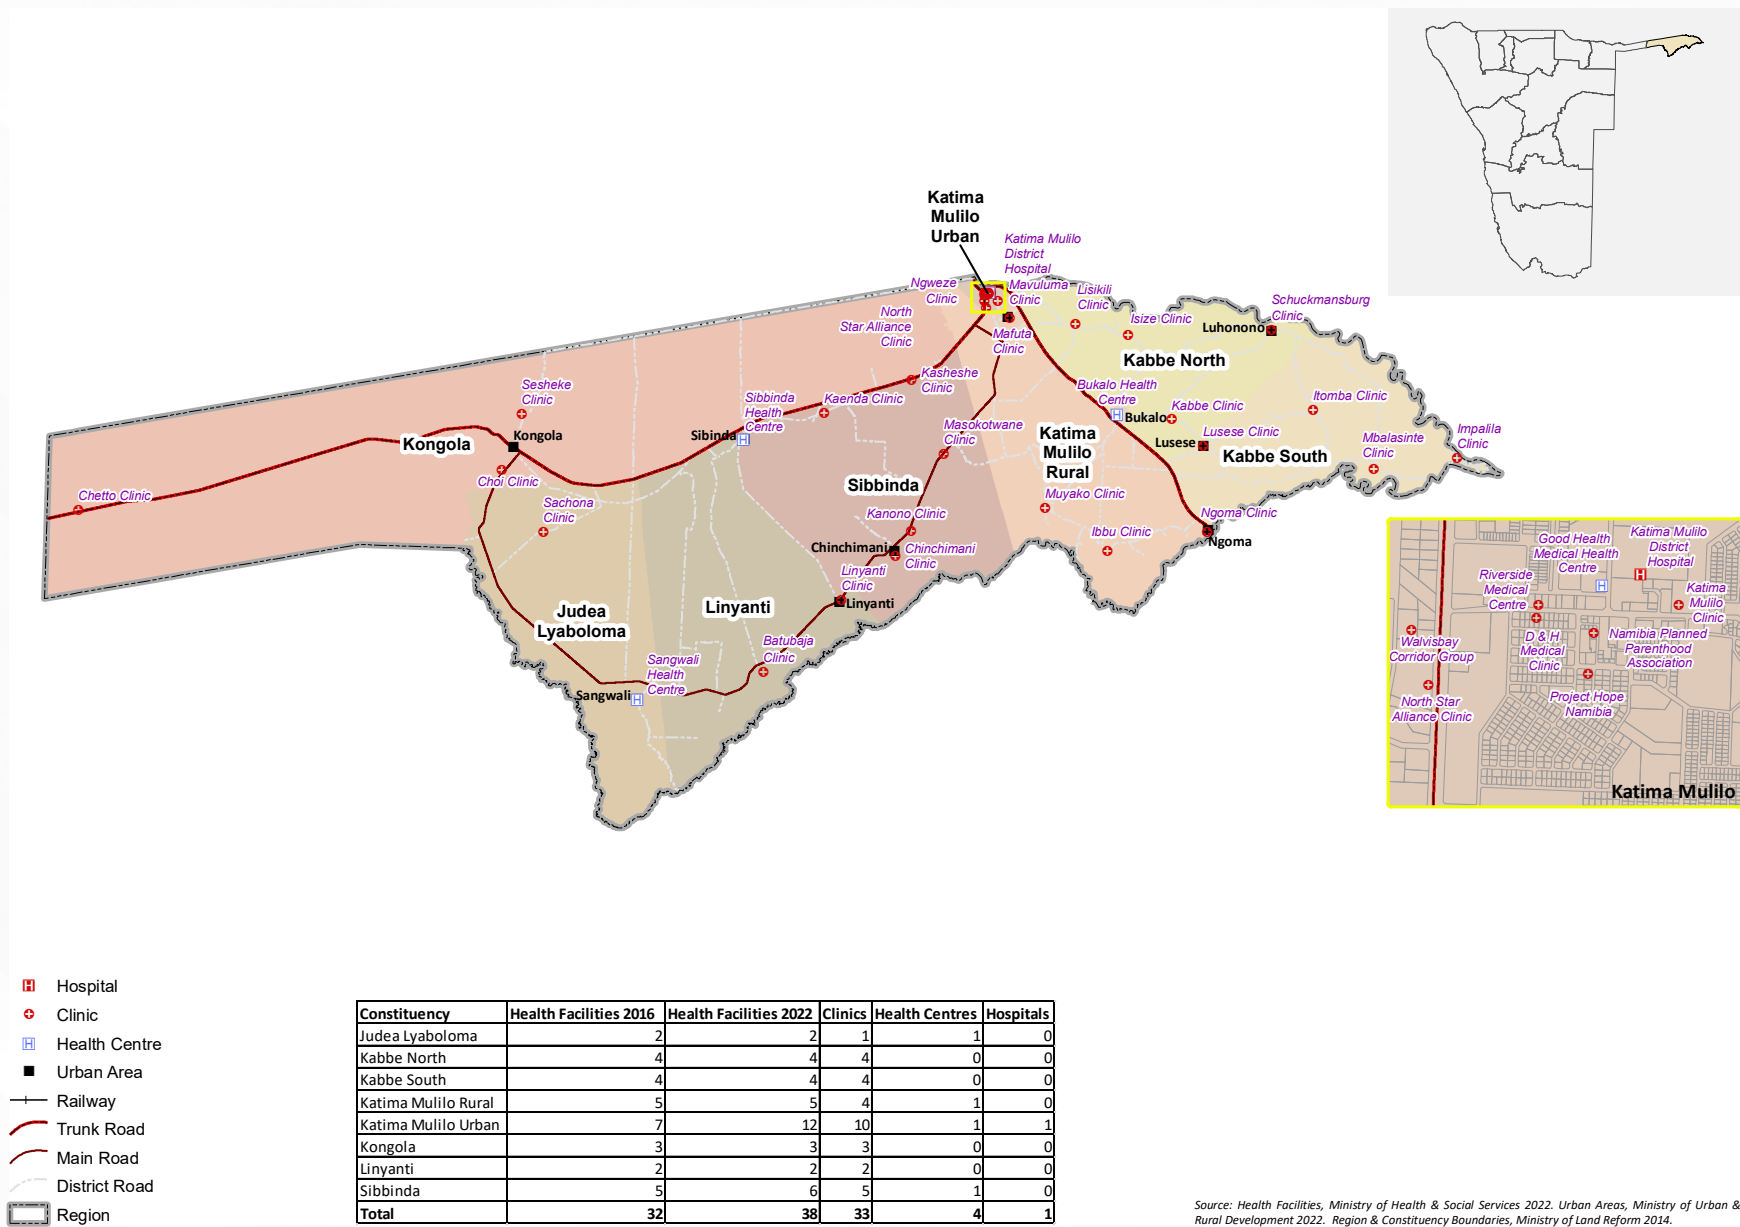 Katima
Mulilo
Urban
Katima Mulilo
District
Hospital
Ngweze
Clinic
Mavuluma
Clinic
Lisikili
Clinic
Schuckmansburg
Clinic
North
Star Alliance
Clinic
Isize Clinic
Luhonono
Mafuta
Clinic
Kabbe North
Kasheshe
Clinic
Sesheke
Clinic
Sibbinda
Health
Centre
Kaenda Clinic
Bukalo Health
Centre
Bukalo
Kabbe Clinic
Itomba Clinic
Kongola
Kongola
Sibinda
Masokotwane
Clinic
Katima
Mulilo
Rural
Lusese
Lusese Clinic
Kabbe South
Mbalasinte
Clinic
Impalila
Clinic
Choi Clinic
Chetto Clinic
Sachona
Clinic
Sibbinda
Muyako Clinic
Kanono Clinic
Ngoma Clinic
Ngoma
Ibbu Clinic
Chinchimani
Chinchimani
Clinic
Linyanti
Clinic
Linyanti
Judea
Lyaboloma
Linyanti
Batubaja
Clinic
Sangwali
Health
Centre
Sangwali
Good Health
Medical Health
Centre
Katima Mulilo
District
Hospital
Riverside
Medical
Centre
Katima
Mulilo
Clinic
Walvisbay
Corridor Group
D & H
Medical
Clinic
Namibia Planned
Parenthood
Association
North Star
Alliance Clinic
Project Hope
Namibia
Katima Mulilo
Hospital
Clinic
Health Centre
Urban Area
Railway
Trunk Road
Main Road
District Road
Region
Constituency Health Facilities 2016 Health Facilities 2022 Clinics Health Centres Hospitals
Judea Lyaboloma 2 2 1 1 0
Kabbe North 4 4 4 0 0
Kabbe South 4 4 4 0 0
Katima Mulilo Rural 5 5 4 1 0
Katima Mulilo Urban 7 12 10 1 1
Kongola 3 3 3 0 0
Linyanti 2 2 2 0 0
Sibbinda 5 6 5 1 0
Total 32 38 33 4 1
Source: Health Facilities, Ministry of Health & Social Services 2022. Urban Areas, Ministry of Urban &
Rural Development 2022. Region & Constituency Boundaries, Ministry of Land Reform 2014.